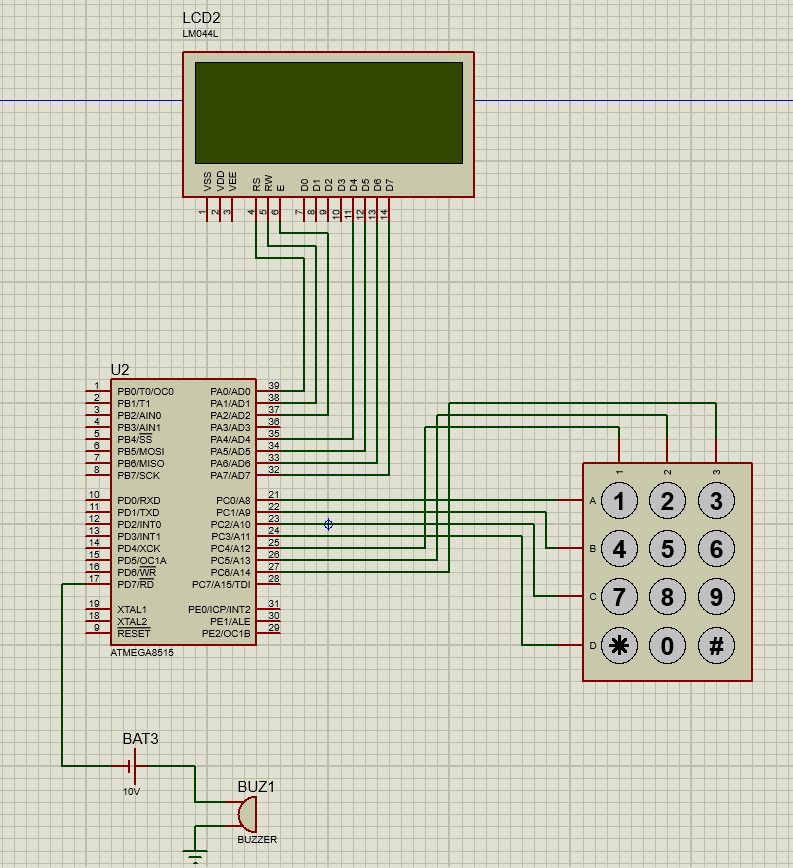 LCD2
LM044L
VSS VDD VEE RS RW E D0 D1 D2 D3 D4 D5 D6 D7
1 2 3 4 5 6 7 8 9 10 11 12 13 14
U2
1 PB0/T0/OC0 PA0/AD0 39
2 PB1/T1 PA1/AD1 38
3 PB2/AIN0 PA2/AD2 37
4 PB3/AIN1 PA3/AD3 36
5 PB4/SS PA4/AD4 35
6 PB5/MOSI PA5/AD5 34
7 PB6/MISO PA6/AD6 33
8 PB7/SCK PA7/AD7 32
10 PD0/RXD PC0/A8 21
11 PD1/TXD PC1/A9 22
12 PD2/INT0 PC2/A10 23
13 PD3/INT1 PC3/A11 24
14 PD4/XCK PC4/A12 25
15 PD5/OC1A PC5/A13 26
16 PD6/WR PC6/A14 27
17 PD7/RD PC7/A15/TDI 28
19 XTAL1 PE0/ICP/INT2 31
18 XTAL2 PE1/ALE 30
9 RESET PE2/OC1B 29
ATMEGA8515
1 2 3
A 1 2 3
B 4 5 6
C 7 8 9
D * 0 #
BAT3
10V
BUZ1
BUZZER